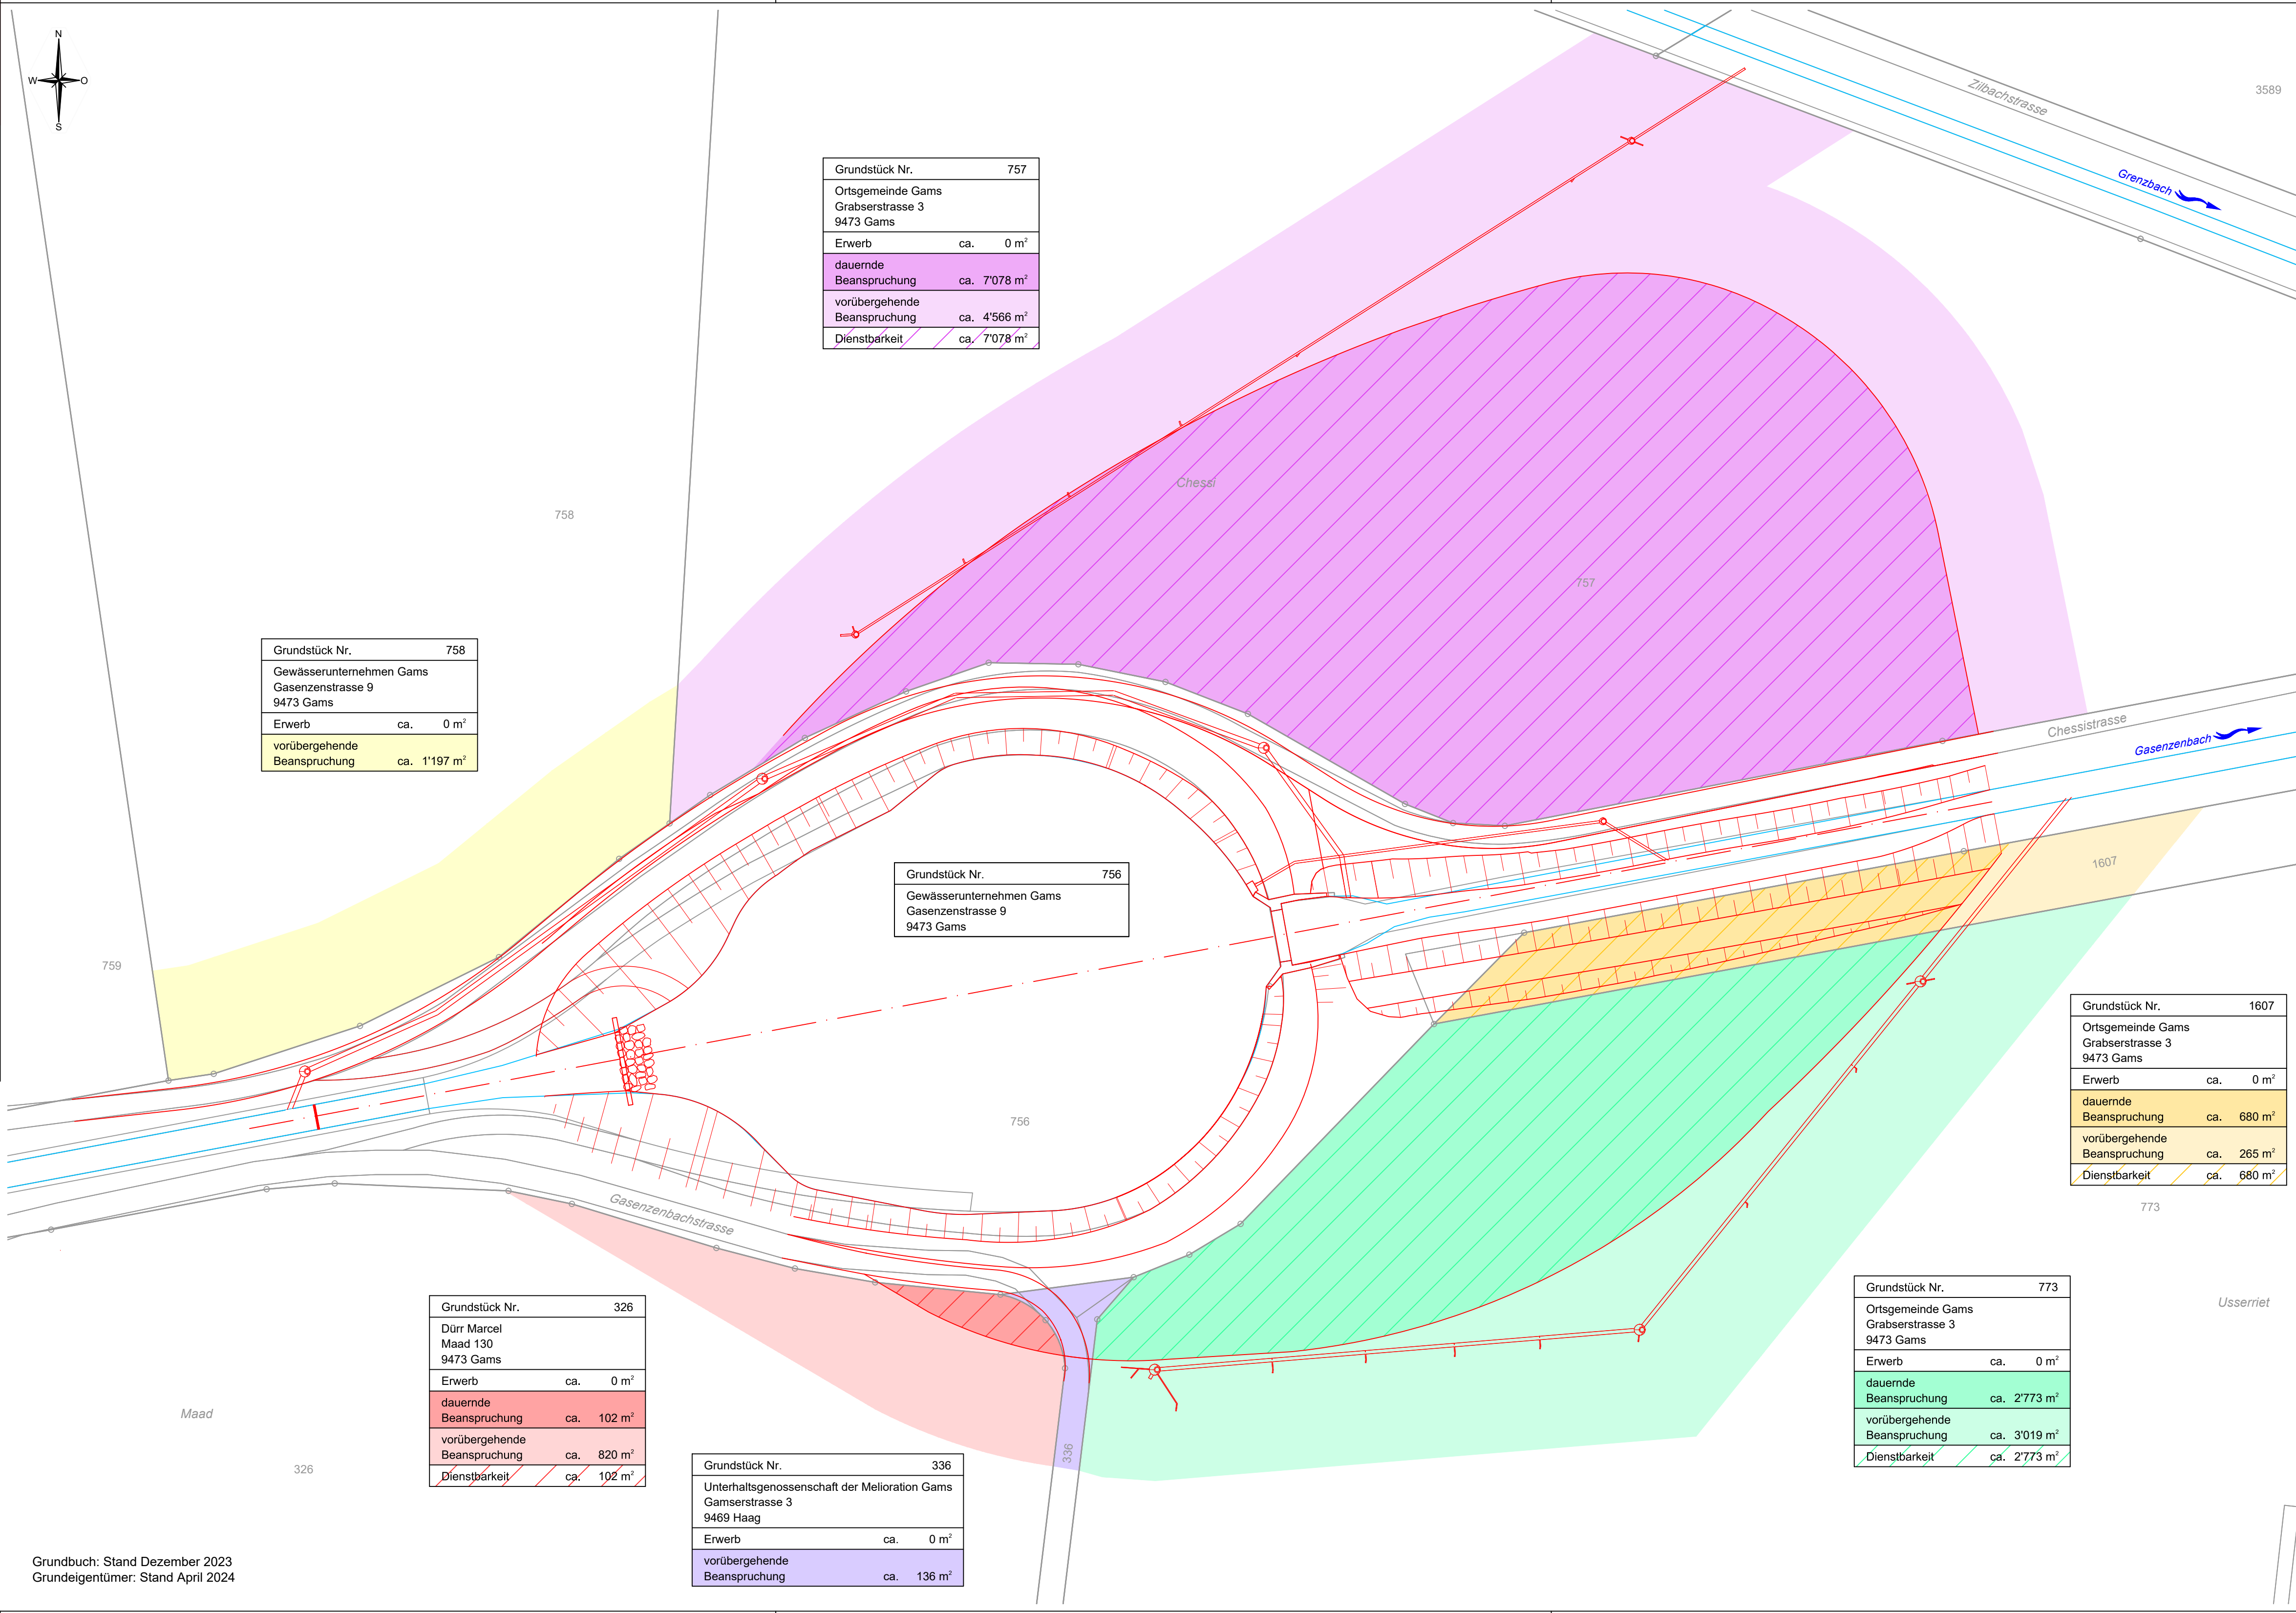 N
W O
S
Zilbachstrasse
3589
Grenzbach
Grundstück Nr. 757
Ortsgemeinde Gams
Grabserstrasse 3
9473 Gams
Erwerb ca. 0 m²
dauernde
Beanspruchung ca. 7'078 m²
vorübergehende
Beanspruchung ca. 4'566 m²
Dienstbarkeit ca. 7'078 m²
Chessi
758
757
Grundstück Nr. 758
Gewässerunternehmen Gams
Gasenzenstrasse 9
9473 Gams
Erwerb ca. 0 m²
vorübergehende
Beanspruchung ca. 1'197 m²
Chessistrasse
Gasenzenbach
Grundstück Nr. 756
Gewässerunternehmen Gams
Gasenzenstrasse 9
9473 Gams
1607
759
Grundstück Nr. 1607
Ortsgemeinde Gams
Grabserstrasse 3
9473 Gams
Erwerb ca. 0 m²
dauernde
Beanspruchung ca. 680 m²
vorübergehende
Beanspruchung ca. 265 m²
Dienstbarkeit ca. 680 m²
756
773
Gasenzenbachstrasse
Usserriet
Grundstück Nr. 773
Ortsgemeinde Gams
Grabserstrasse 3
9473 Gams
Erwerb ca. 0 m²
dauernde
Beanspruchung ca. 2'773 m²
vorübergehende
Beanspruchung ca. 3'019 m²
Dienstbarkeit ca. 2'773 m²
Grundstück Nr. 326
Dürr Marcel
Maad 130
9473 Gams
Erwerb ca. 0 m²
dauernde
Beanspruchung ca. 102 m²
vorübergehende
Beanspruchung ca. 820 m²
Dienstbarkeit ca. 102 m²
Maad
326
336
Grundstück Nr. 336
Unterhaltsgenossenschaft der Melioration Gams
Gamserstrasse 3
9469 Haag
Erwerb ca. 0 m²
vorübergehende
Beanspruchung ca. 136 m²
Grundbuch: Stand Dezember 2023
Grundeigentümer: Stand April 2024